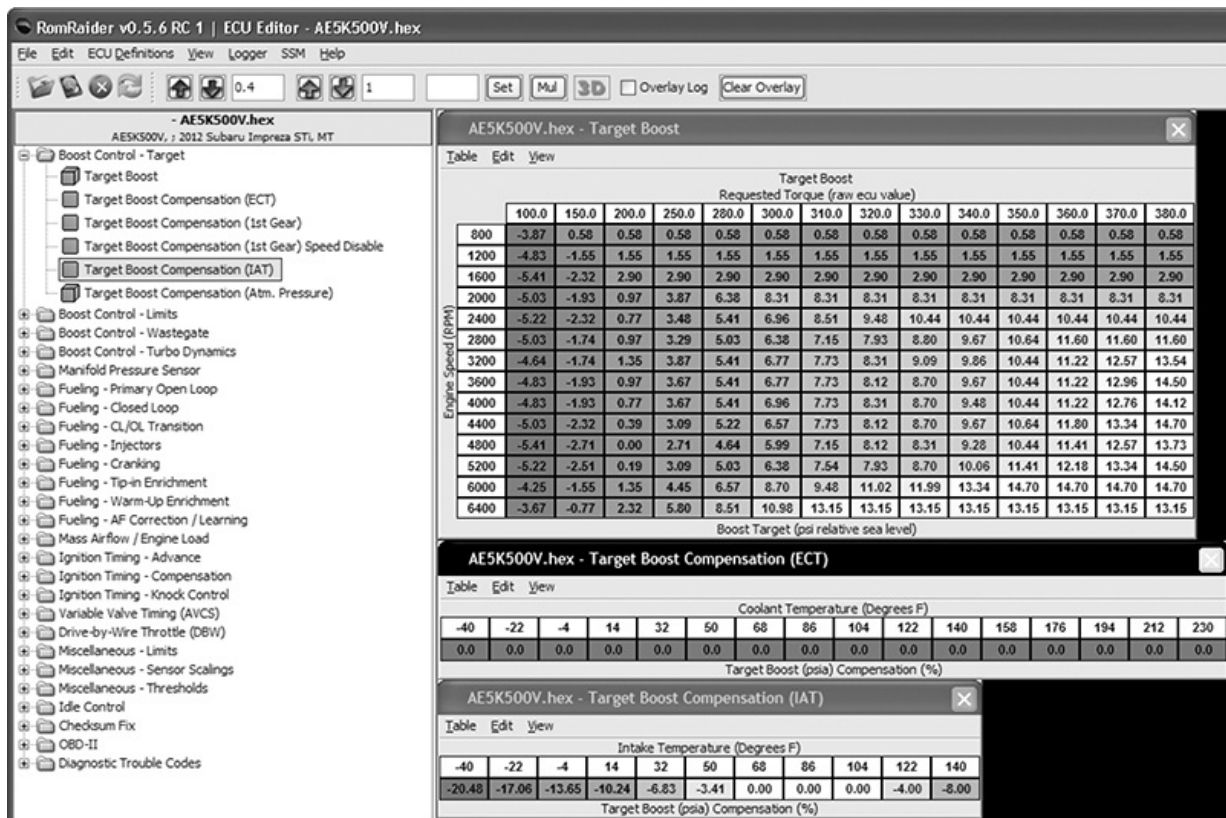 RomRaider v0.5.6 RC 1 | ECU Editor - AE5K500V.hex
File Edit ECU Definitions View Logger SSM Help
0.4 1 Set Mul 3D Overlay Log Clear Overlay
- AE5K500V.hex
AE5K500V, ; 2012 Subaru Impreza STi, MT
Boost Control - Target
Target Boost
Target Boost Compensation (ECT)
Target Boost Compensation (1st Gear)
Target Boost Compensation (1st Gear) Speed Disable
Target Boost Compensation (IAT)
Target Boost Compensation (Atm. Pressure)
Boost Control - Limits
Boost Control - Wastegate
Boost Control - Turbo Dynamics
Manifold Pressure Sensor
Fueling - Primary Open Loop
Fueling - Closed Loop
Fueling - CL/OL Transition
Fueling - Injectors
Fueling - Cranking
Fueling - Tip-in Enrichment
Fueling - Warm-Up Enrichment
Fueling - AF Correction / Learning
Mass Airflow / Engine Load
Ignition Timing - Advance
Ignition Timing - Compensation
Ignition Timing - Knock Control
Variable Valve Timing (AVCS)
Drive-by-Wire Throttle (DBW)
Miscellaneous - Limits
Miscellaneous - Sensor Scalings
Miscellaneous - Thresholds
Idle Control
Checksum Fix
OBD-II
Diagnostic Trouble Codes
AE5K500V.hex - Target Boost
Table Edit View
Target Boost
Requested Torque (raw ecu value)
Engine Speed (RPM)
100.0 150.0 200.0 250.0 280.0 300.0 310.0 320.0 330.0 340.0 350.0 360.0 370.0 380.0
800 -3.87 0.58 0.58 0.58 0.58 0.58 0.58 0.58 0.58 0.58 0.58 0.58 0.58 0.58
1200 -4.83 -1.55 1.55 1.55 1.55 1.55 1.55 1.55 1.55 1.55 1.55 1.55 1.55 1.55
1600 -5.41 -2.32 2.90 2.90 2.90 2.90 2.90 2.90 2.90 2.90 2.90 2.90 2.90 2.90
2000 -5.03 -1.93 0.97 3.87 6.38 8.31 8.31 8.31 8.31 8.31 8.31 8.31 8.31 8.31
2400 -5.22 -2.32 0.77 3.48 5.41 6.96 8.51 9.48 10.44 10.44 10.44 10.44 10.44 10.44
2800 -5.03 -1.74 0.97 3.29 5.03 6.38 7.15 7.93 8.80 9.67 10.64 11.60 11.60 11.60
3200 -4.64 -1.74 1.35 3.87 5.41 6.77 7.73 8.31 9.09 9.86 10.44 11.22 12.57 13.54
3600 -4.83 -1.93 0.97 3.67 5.41 6.77 7.73 8.12 8.70 9.67 10.44 11.22 12.96 14.50
4000 -4.83 -1.93 0.77 3.67 5.41 6.96 7.73 8.31 8.70 9.48 10.44 11.22 12.76 14.12
4400 -5.03 -2.32 0.39 3.09 5.22 6.57 7.73 8.12 8.70 9.67 10.64 11.80 13.34 14.70
4800 -5.41 -2.71 0.00 2.71 4.64 5.99 7.15 8.12 8.31 9.28 10.44 11.41 12.57 13.73
5200 -5.22 -2.51 0.19 3.09 5.03 6.38 7.54 7.93 8.70 10.06 11.41 12.18 13.34 14.50
6000 -4.25 -1.55 1.35 4.45 6.57 8.70 9.48 11.02 11.99 13.34 14.70 14.70 14.70 14.70
6400 -3.67 -0.77 2.32 5.80 8.51 10.98 13.15 13.15 13.15 13.15 13.15 13.15 13.15 13.15
Boost Target (psi relative sea level)
AE5K500V.hex - Target Boost Compensation (ECT)
Table Edit View
Coolant Temperature (Degrees F)
-40 -22 -4 14 32 50 68 86 104 122 140 158 176 194 212 230
0.0 0.0 0.0 0.0 0.0 0.0 0.0 0.0 0.0 0.0 0.0 0.0 0.0 0.0 0.0 0.0
Target Boost (psia) Compensation (%)
AE5K500V.hex - Target Boost Compensation (IAT)
Table Edit View
Intake Temperature (Degrees F)
-40 -22 -4 14 32 50 68 86 104 122 140
-20.48 -17.06 -13.65 -10.24 -6.83 -3.41 0.00 0.00 0.00 -4.00 -8.00
Target Boost (psia) Compensation (%)